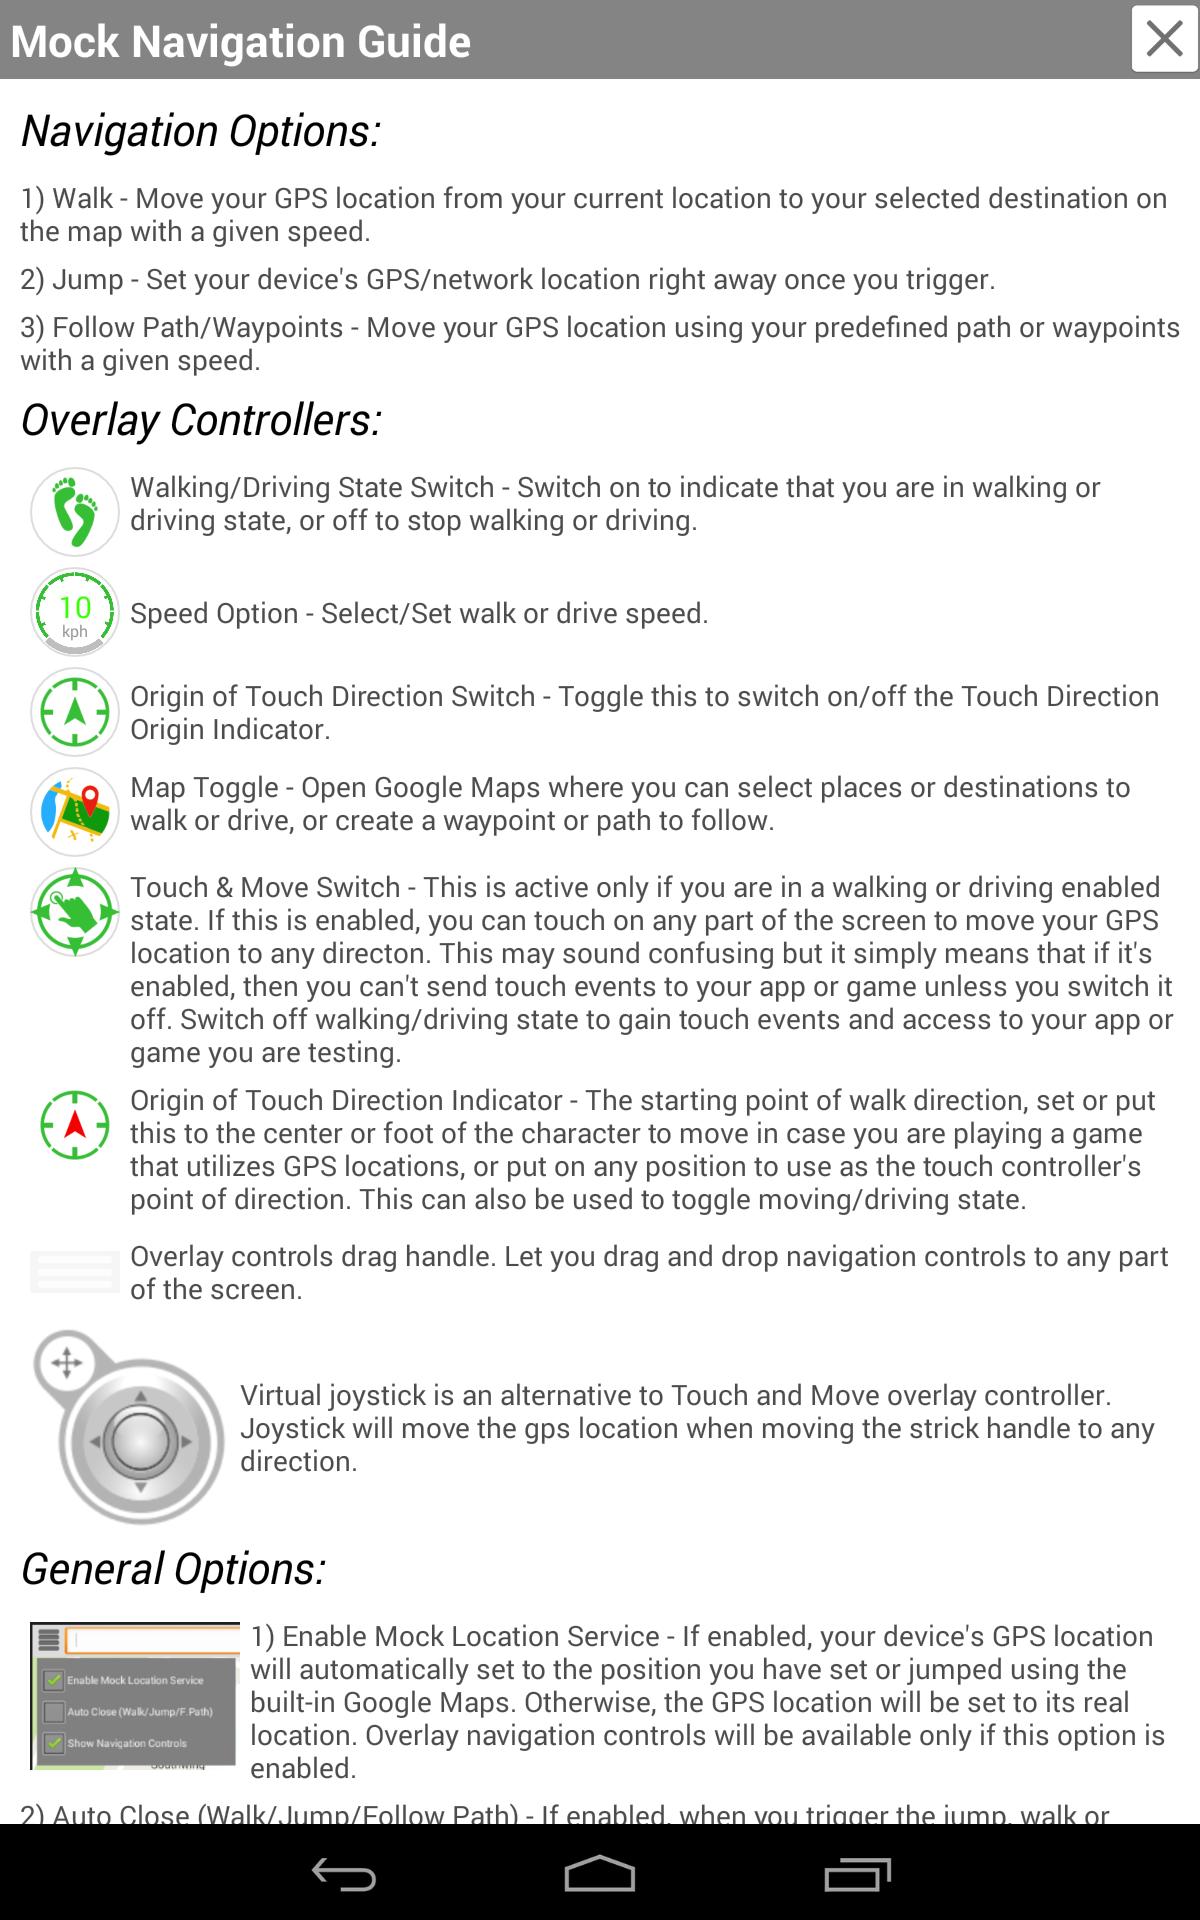 Mock Navigation Guide
Navigation Options:
1) Walk - Move your GPS location from your current location to your selected destination on
the map with a given speed.
2) Jump - Set your device's GPS/network location right away once you trigger.
3) Follow Path/Waypoints - Move your GPS location using your predefined path or waypoints
with a given speed.
Overlay Controllers:
Walking/Driving State Switch - Switch on to indicate that you are in walking or
driving state, or off to stop walking or driving.
10
kph
Speed Option - Select/Set walk or drive speed.
Origin of Touch Direction Switch - Toggle this to switch on/off the Touch Direction
Origin Indicator.
Map Toggle - Open Google Maps where you can select places or destinations to
walk or drive, or create a waypoint or path to follow.
Touch & Move Switch - This is active only if you are in a walking or driving enabled
state. If this is enabled, you can touch on any part of the screen to move your GPS
location to any directon. This may sound confusing but it simply means that if it's
enabled, then you can't send touch events to your app or game unless you switch it
off. Switch off walking/driving state to gain touch events and access to your app or
game you are testing.
Origin of Touch Direction Indicator - The starting point of walk direction, set or put
this to the center or foot of the character to move in case you are playing a game
that utilizes GPS locations, or put on any position to use as the touch controller's
point of direction. This can also be used to toggle moving/driving state.
Overlay controls drag handle. Let you drag and drop navigation controls to any part
of the screen.
Virtual joystick is an alternative to Touch and Move overlay controller.
Joystick will move the gps location when moving the strick handle to any
direction.
General Options:
Enable Mock Location Service
Auto Close (Walk/Jump/F.Path)
Show Navigation Controls
Southwing
1) Enable Mock Location Service - If enabled, your device's GPS location
will automatically set to the position you have set or jumped using the
built-in Google Maps. Otherwise, the GPS location will be set to its real
location. Overlay navigation controls will be available only if this option is
enabled.
2) Auto Close (Walk/Jump/Follow Path) - If enabled, when you trigger the jump, walk or